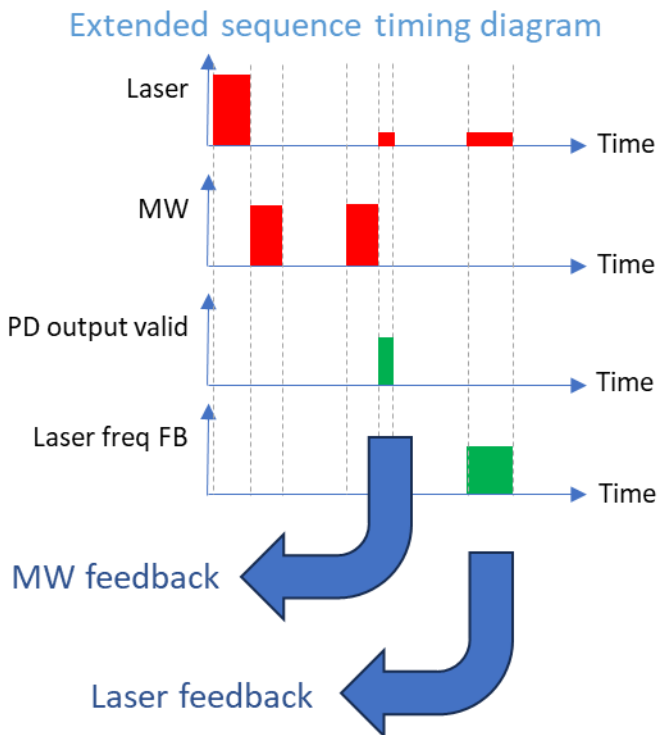 Extended sequence timing diagram
Laser
Time
MW
Time
PD output valid
Time
Laser freq FB
Time
MW feedback
Laser feedback